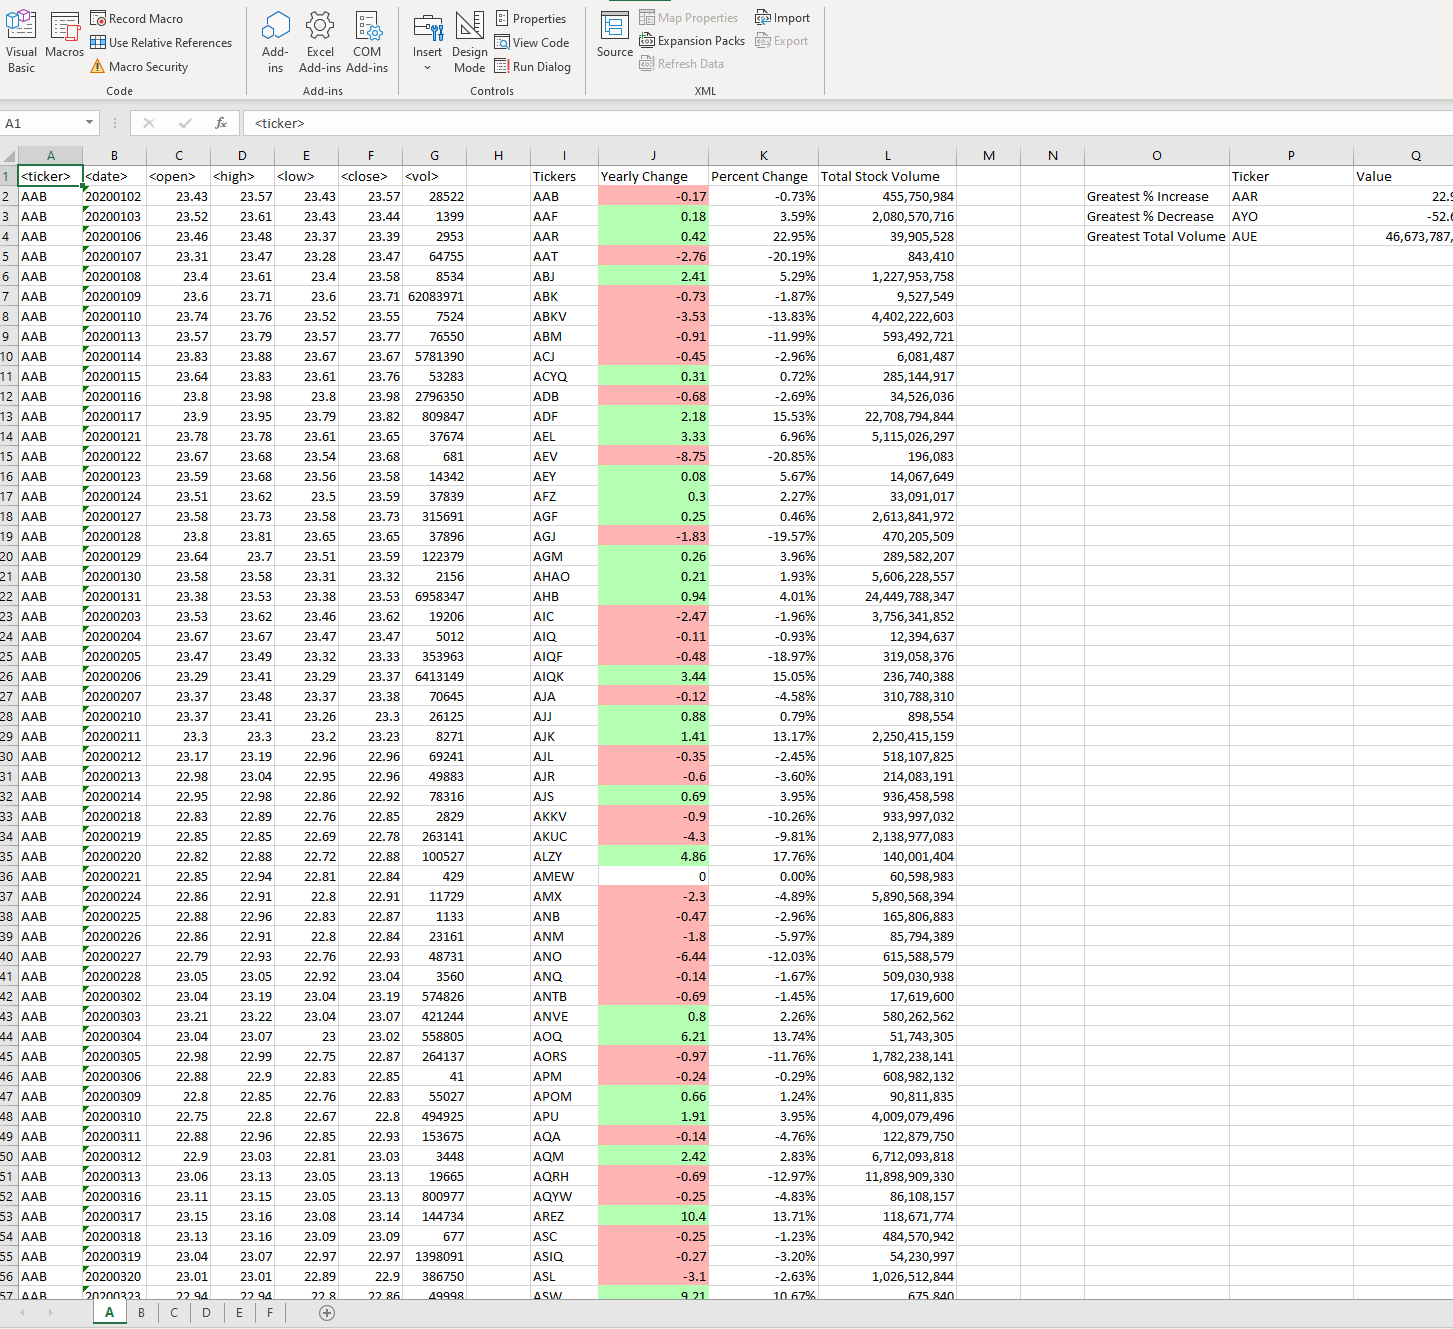 Visual Basic Macros Record Macro Use Relative References Macro Security Code
Add-ins Excel Add-ins COM Add-ins Add-ins
Insert Design Mode Properties View Code Run Dialog Controls
Source Map Properties Expansion Packs Refresh Data Import Export XML
A1 fx <ticker>
A B C D E F G H I J K L M N O P Q
1 <ticker> <date> <open> <high> <low> <close> <vol> Tickers Yearly Change Percent Change Total Stock Volume Ticker Value
2 AAB 20200102 23.43 23.57 23.43 23.57 28522 AAB -0.17 -0.73% 455,750,984 Greatest % Increase AAR
3 AAB 20200103 23.52 23.61 23.43 23.44 1399 AAF 0.18 3.59% 2,080,570,716 Greatest % Decrease AYO
4 AAB 20200106 23.46 23.48 23.37 23.39 2953 AAR 0.42 22.95% 39,905,528 Greatest Total Volume AUE 46,673,787,
5 AAB 20200107 23.31 23.47 23.28 23.47 64755 AAT -2.76 -20.19% 843,410
6 AAB 20200108 23.4 23.61 23.4 23.58 8534 ABJ 2.41 5.29% 1,227,953,758
7 AAB 20200109 23.6 23.71 23.6 23.71 62083971 ABK -0.73 -1.87% 9,527,549
8 AAB 20200110 23.74 23.76 23.52 23.55 7524 ABKV -3.53 -13.83% 4,402,222,603
9 AAB 20200113 23.57 23.79 23.57 23.77 76550 ABM -0.91 -11.99% 593,492,721
10 AAB 20200114 23.83 23.88 23.67 23.67 5781390 ACJ -0.45 -2.96% 6,081,487
11 AAB 20200115 23.64 23.83 23.61 23.76 53283 ACYQ 0.31 0.72% 285,144,917
12 AAB 20200116 23.8 23.98 23.8 23.98 2796350 ADB -0.68 -2.69% 34,526,036
13 AAB 20200117 23.9 23.95 23.79 23.82 809847 ADF 2.18 15.53% 22,708,794,844
14 AAB 20200121 23.78 23.78 23.61 23.65 37674 AEL 3.33 6.96% 5,115,026,297
15 AAB 20200122 23.67 23.68 23.54 23.68 681 AEV -8.75 -20.85% 196,083
16 AAB 20200123 23.59 23.68 23.56 23.58 14342 AEY 0.08 5.67% 14,067,649
17 AAB 20200124 23.51 23.62 23.5 23.59 37839 AFZ 0.3 2.27% 33,091,017
18 AAB 20200127 23.58 23.73 23.58 23.73 315691 AGF 0.25 0.46% 2,613,841,972
19 AAB 20200128 23.8 23.81 23.65 23.65 37896 AGJ -1.83 -19.57% 470,205,509
20 AAB 20200129 23.64 23.7 23.51 23.59 122379 AGM 0.26 3.96% 289,582,207
21 AAB 20200130 23.58 23.58 23.31 23.32 2156 AHAO 0.21 1.93% 5,606,228,557
22 AAB 20200131 23.38 23.53 23.38 23.53 6958347 AHB 0.94 4.01% 24,449,788,347
23 AAB 20200203 23.53 23.62 23.46 23.62 19206 AIC -2.47 -1.96% 3,756,341,852
24 AAB 20200204 23.67 23.67 23.47 23.47 5012 AIQ -0.11 -0.93% 12,394,637
25 AAB 20200205 23.47 23.49 23.32 23.33 353963 AIQF -0.48 -18.97% 319,058,376
26 AAB 20200206 23.29 23.41 23.29 23.37 6413149 AIQK 3.44 15.05% 236,740,388
27 AAB 20200207 23.37 23.48 23.37 23.38 70645 AJA -0.12 -4.58% 310,788,310
28 AAB 20200210 23.37 23.41 23.26 23.3 26125 AJJ 0.88 0.79% 898,554
29 AAB 20200211 23.3 23.3 23.2 23.23 8271 AJK 1.41 13.17% 2,250,415,159
30 AAB 20200212 23.17 23.19 22.96 22.96 69241 AJL -0.35 -2.45% 518,107,825
31 AAB 20200213 22.98 23.04 22.95 22.96 49883 AJR -0.6 -3.60% 214,083,191
32 AAB 20200214 22.95 22.98 22.86 22.92 78316 AJS 0.69 3.95% 936,458,598
33 AAB 20200218 22.83 22.89 22.76 22.85 2829 AKKV -0.9 -10.26% 933,997,032
34 AAB 20200219 22.85 22.85 22.69 22.78 263141 AKUC -4.3 -9.81% 2,138,977,083
35 AAB 20200220 22.82 22.88 22.72 22.88 100527 ALZY 4.86 17.76% 140,001,404
36 AAB 20200221 22.85 22.94 22.81 22.84 429 AMEW 0 0.00% 60,598,983
37 AAB 20200224 22.86 22.91 22.8 22.91 11729 AMX -2.3 -4.89% 5,890,568,394
38 AAB 20200225 22.88 22.96 22.83 22.87 1133 ANB -0.47 -2.96% 165,806,883
39 AAB 20200226 22.86 22.91 22.8 22.84 23161 ANM -1.8 -5.97% 85,794,389
40 AAB 20200227 22.79 22.93 22.76 22.93 48731 ANO -6.44 -12.03% 615,588,579
41 AAB 20200228 23.05 23.05 22.92 23.04 3560 ANQ -0.14 -1.67% 509,030,938
42 AAB 20200302 23.04 23.19 23.04 23.19 574826 ANTB -0.69 -1.45% 17,619,600
43 AAB 20200303 23.21 23.22 23.04 23.07 421244 ANVE 0.8 2.26% 580,262,562
44 AAB 20200304 23.04 23.07 23 23.02 558805 AOQ 6.21 13.74% 51,743,305
45 AAB 20200305 22.98 22.99 22.75 22.87 264137 AORS -0.97 -11.76% 1,782,238,141
46 AAB 20200306 22.88 22.9 22.83 22.85 41 APM -0.24 -0.29% 608,982,132
47 AAB 20200309 22.8 22.85 22.76 22.83 55027 APOM 0.66 1.24% 90,811,835
48 AAB 20200310 22.75 22.8 22.67 22.8 494925 APU 1.91 3.95% 4,009,079,496
49 AAB 20200311 22.88 22.96 22.85 22.93 153675 AQA -0.14 -4.76% 122,879,750
50 AAB 20200312 22.9 23.03 22.81 23.03 3448 AQM 2.42 2.83% 6,712,093,818
51 AAB 20200313 23.06 23.13 23.05 23.13 19665 AQRH -0.69 -12.97% 11,898,909,330
52 AAB 20200316 23.11 23.15 23.05 23.13 800977 AQYW -0.25 -4.83% 86,108,157
53 AAB 20200317 23.15 23.16 23.08 23.14 144734 AREZ 10.4 13.71% 118,671,774
54 AAB 20200318 23.13 23.16 23.09 23.09 677 ASC -0.25 -1.23% 484,570,942
55 AAB 20200319 23.04 23.07 22.97 22.97 1398091 ASIQ -0.27 -3.20% 54,230,997
56 AAB 20200320 23.01 23.01 22.89 22.9 386750 ASL -3.1 -2.63% 1,026,512,844
57 AAB 20200323 22.94 22.94 22.8 22.86 49998 ASW 9.21 10.67% 675,840
A B C D E F